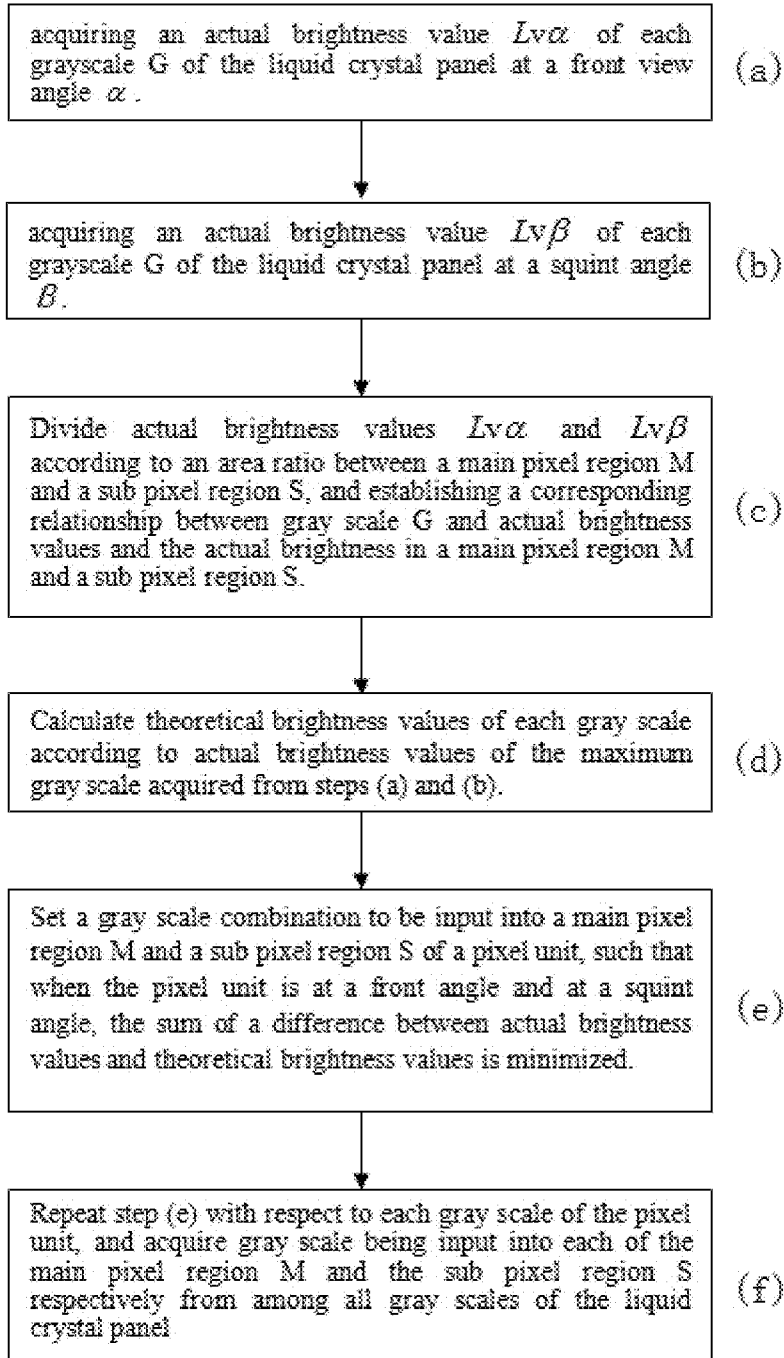 acquiring an actual brightness value Lvα of each
grayscale G of the liquid crystal panel at a front view
angle α.
(a)
acquiring an actual brightness value Lvβ of each
grayscale G of the liquid crystal panel at a squint angle
β.
(b)
Divide actual brightness values Lvα and Lvβ
according to an area ratio between a main pixel region M
and a sub pixel region S, and establishing a corresponding
relationship between gray scale G and actual brightness
values and the actual brightness in a main pixel region M
and a sub pixel region S.
(c)
Calculate theoretical brightness values of each gray scale
according to actual brightness values of the maximum
gray scale acquired from steps (a) and (b).
(d)
Set a gray scale combination to be input into a main pixel
region M and a sub pixel region S of a pixel unit, such that
when the pixel unit is at a front angle and at a squint
angle, the sum of a difference between actual brightness
values and theoretical brightness values is minimized.
(e)
Repeat step (e) with respect to each gray scale of the pixel
unit, and acquire gray scale being input into each of the
main pixel region M and the sub pixel region S
respectively from among all gray scales of the liquid
crystal panel
(f)